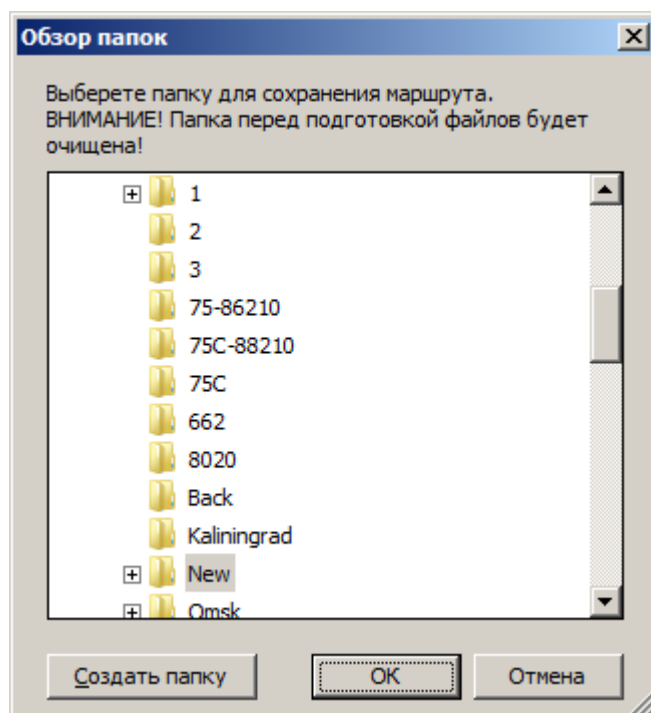 Обзор папок
Выберете папку для сохранения маршрута.
ВНИМАНИЕ! Папка перед подготовкой файлов будет
очищена!
1
2
3
75-86210
75C-88210
75C
662
8020
Back
Kaliningrad
New
Omsk
Создать папку
OK
Отмена